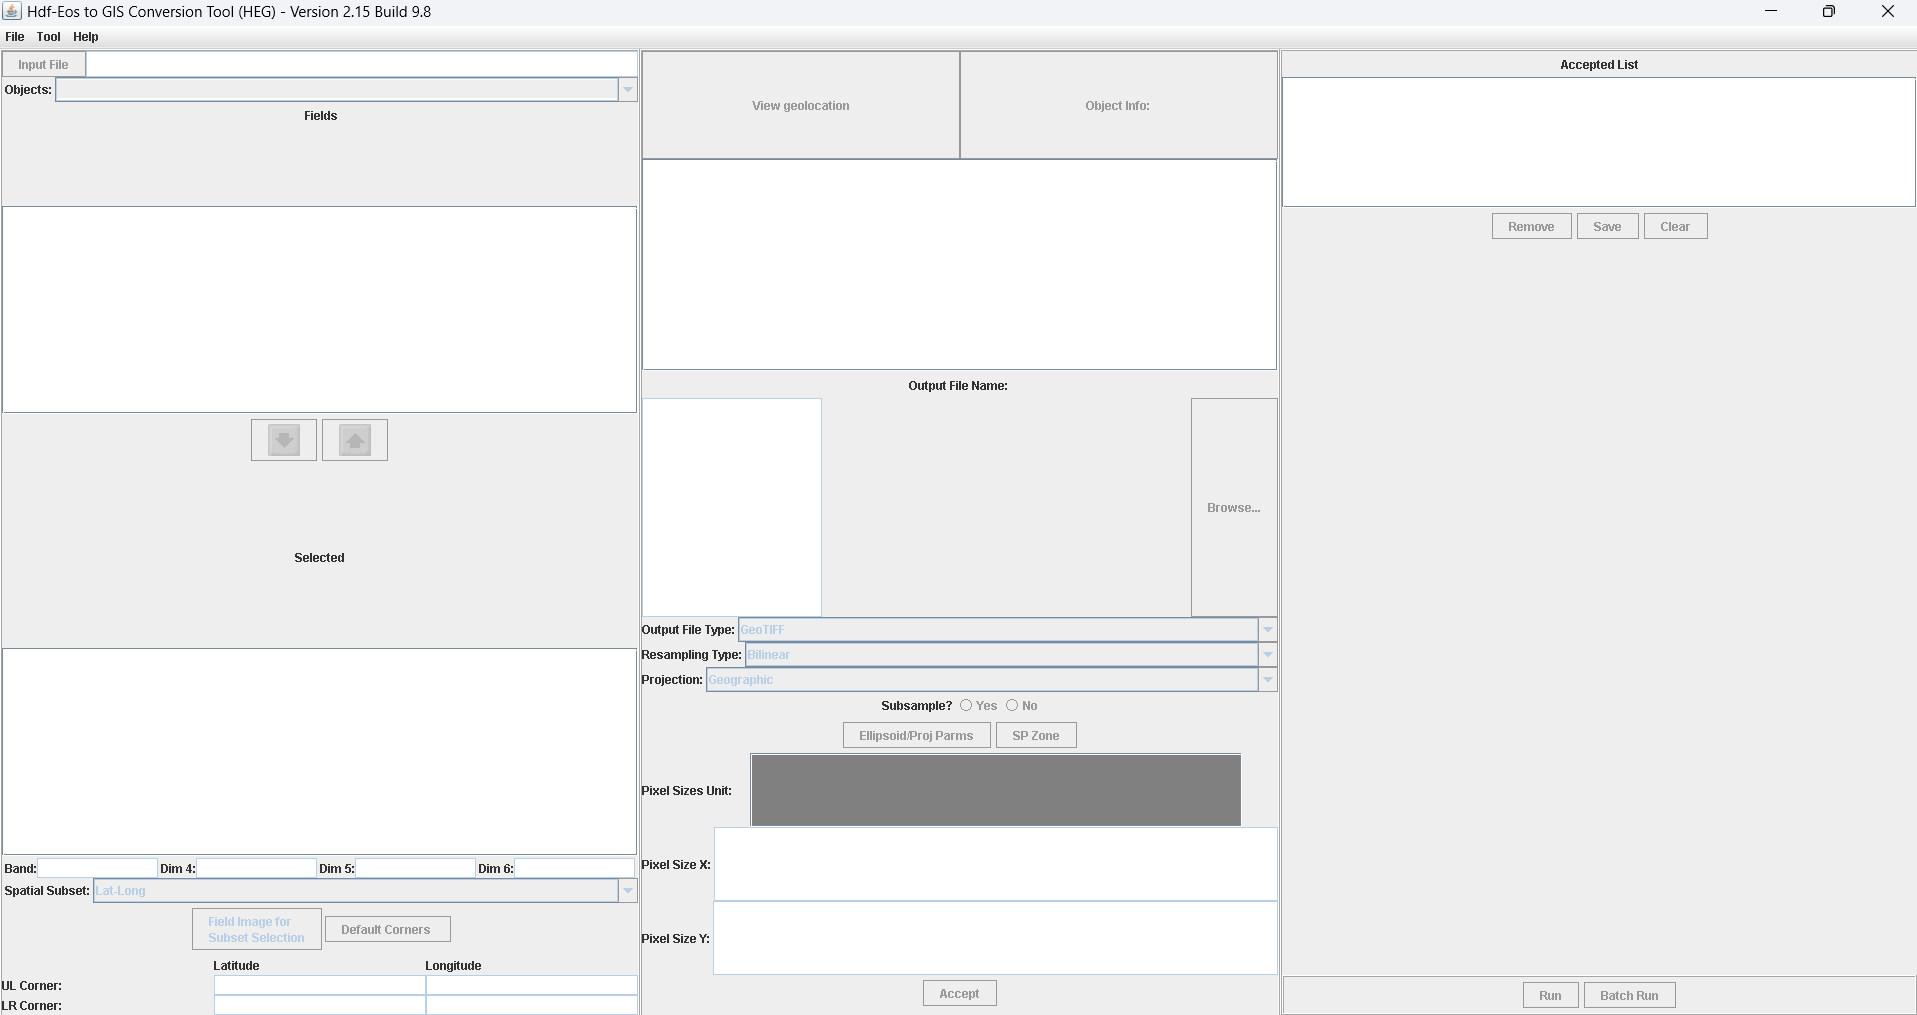 Hdf-Eos to GIS Conversion Tool (HEG) - Version 2.15 Build 9.8
File Tool Help
Input File
Objects:
Fields
Selected
Band: Dim 4: Dim 5: Dim 6:
Spatial Subset: Lat-Long
Field Image for
Subset Selection
Default Corners
Latitude Longitude
UL Corner:
LR Corner:
View geolocation
Object Info:
Output File Name:
Browse...
Output File Type: GeoTIFF
Resampling Type: Bilinear
Projection: Geographic
Subsample? Yes No
Ellipsoid/Proj Parms SP Zone
Pixel Sizes Unit:
Pixel Size X:
Pixel Size Y:
Accept
Accepted List
Remove Save Clear
Run Batch Run